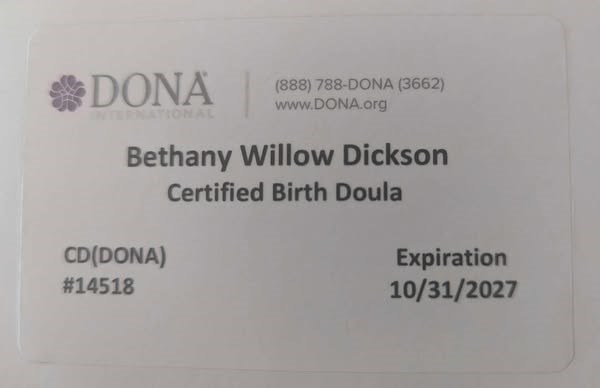 DONA®
INTERNATIONAL
(888) 788-DONA (3662)
www.DONA.org
Bethany Willow Dickson
Certified Birth Doula
CD(DONA)
#14518
Expiration
10/31/2027